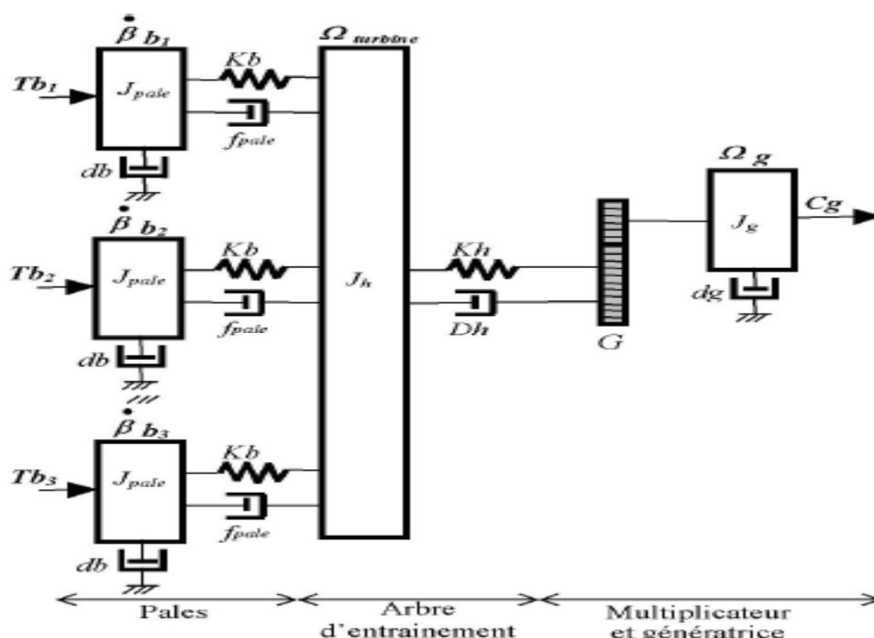 β̇ b1
Ω turbine
Kb
Tb1
Jpale
fpale
db
Ω g
β̇ b2
Kb
Kh
Cg
Tb2
Jpale
Jh
Jg
fpale
Dh
dg
db
G
β̇ b3
Kb
Tb3
Jpale
fpale
db
Pales
Arbre
d'entrainement
Multiplicateur
et génératrice